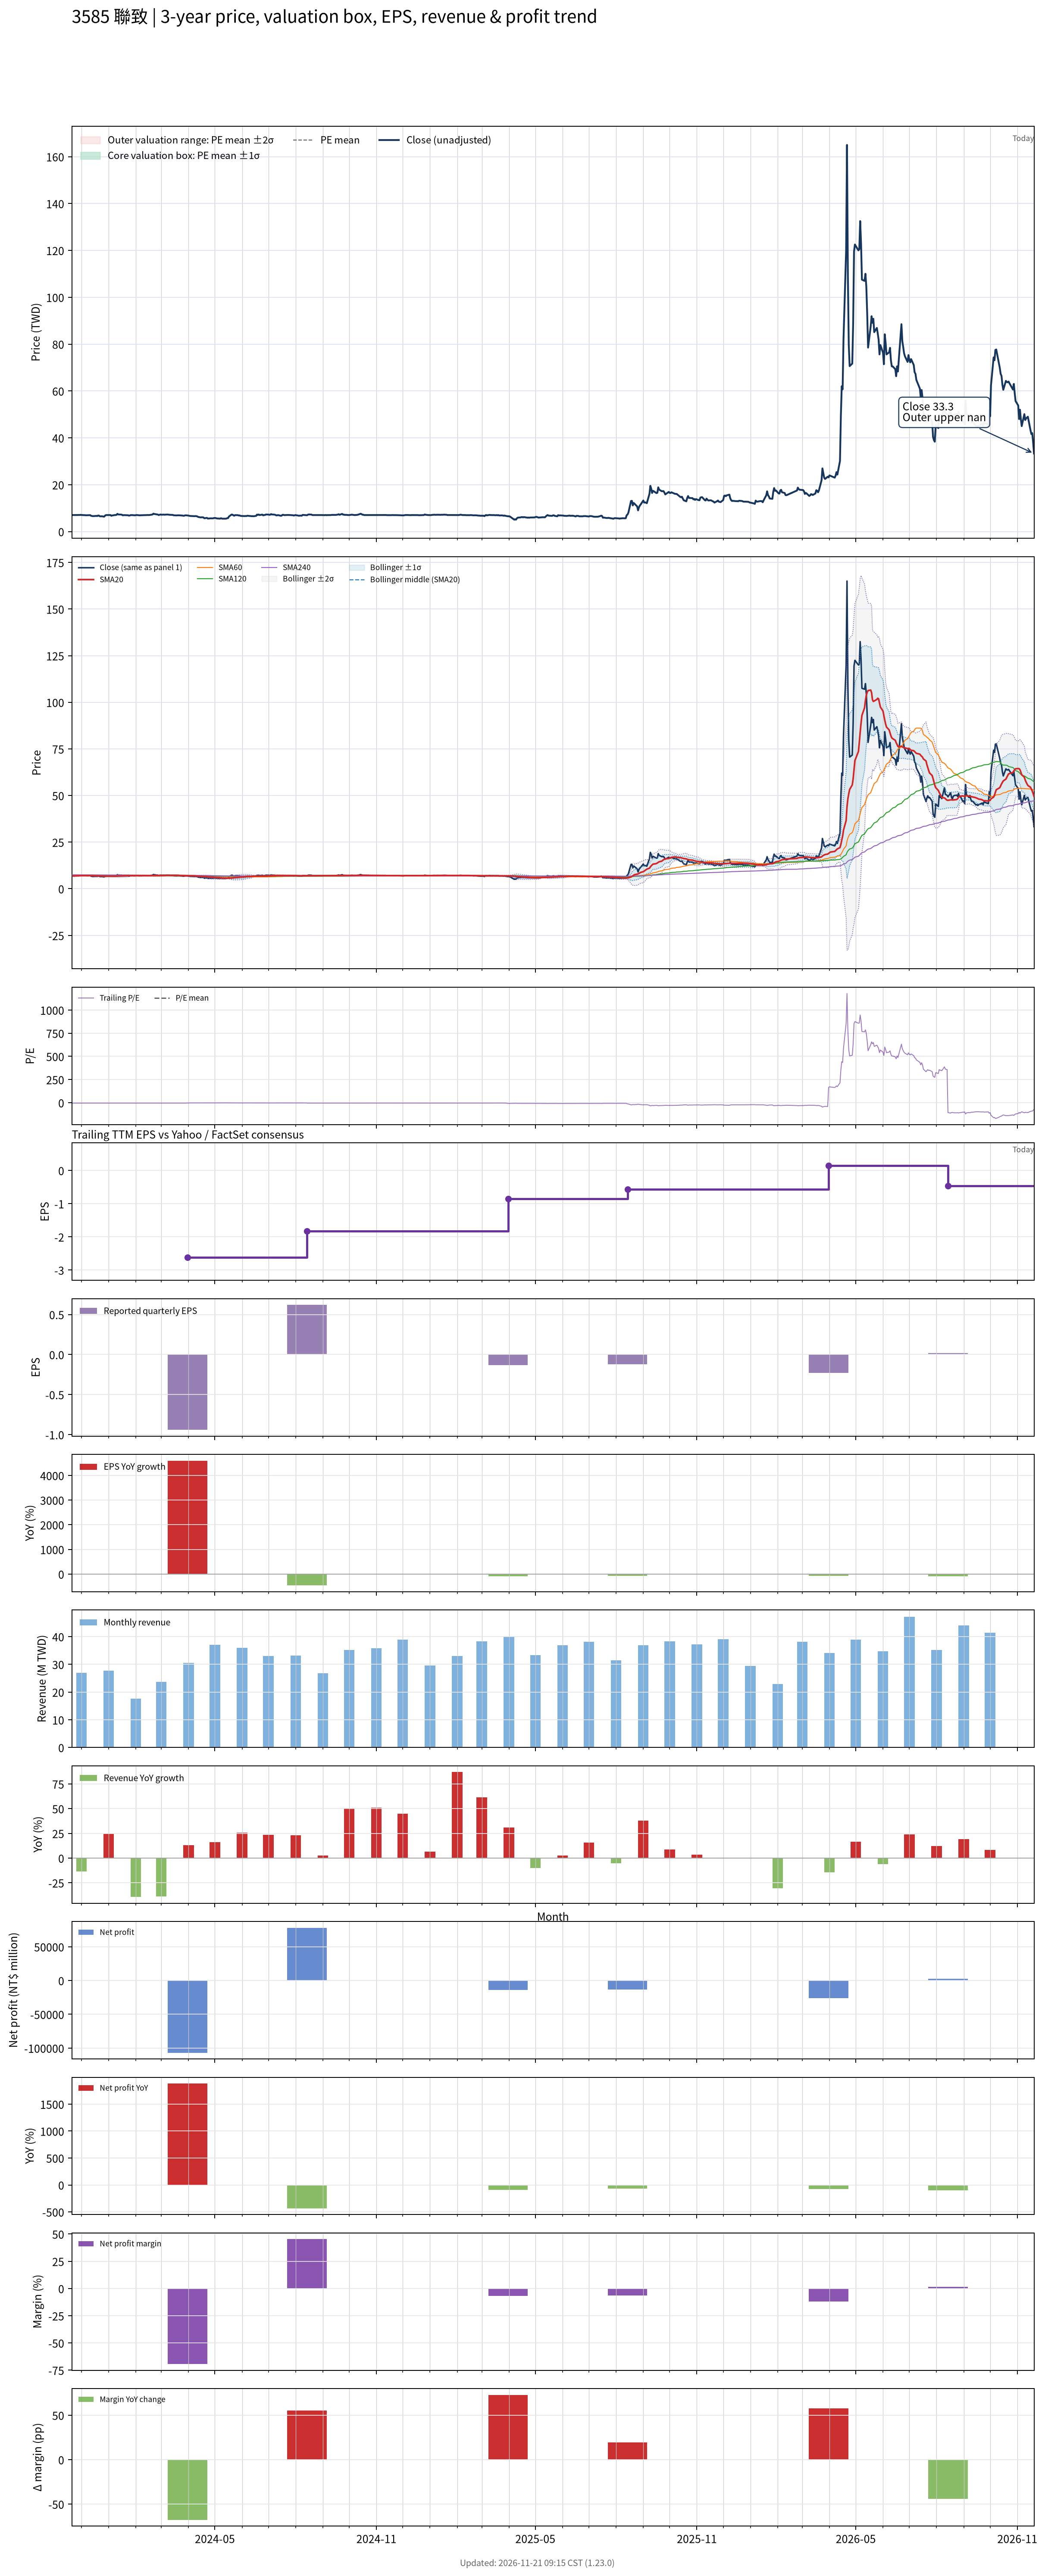 3585 聯致 | 3-year price, valuation box, EPS, revenue & profit trend
Outer valuation range: PE mean ±2σ
PE mean
Close (unadjusted)
Core valuation box: PE mean ±1σ
Today
Price (TWD)
160
140
120
100
80
60
40
20
0
Close 33.3
Outer upper nan
Close (same as panel 1)
SMA20
SMA60
SMA120
SMA240
Bollinger ±2σ
Bollinger ±1σ
Bollinger middle (SMA20)
Price
175
150
125
100
75
50
25
0
-25
Trailing P/E
P/E mean
P/E
1000
750
500
250
0
Trailing TTM EPS vs Yahoo / FactSet consensus
Today
EPS
0
-1
-2
-3
Reported quarterly EPS
EPS
0.5
0.0
-0.5
-1.0
EPS YoY growth
YoY (%)
4000
3000
2000
1000
0
Monthly revenue
Revenue (M TWD)
40
30
20
10
0
Revenue YoY growth
YoY (%)
75
50
25
0
-25
Month
Net profit
Net profit (NT$ million)
50000
0
-50000
-100000
Net profit YoY
YoY (%)
1500
1000
500
0
-500
Net profit margin
Margin (%)
50
25
0
-25
-50
-75
Margin YoY change
Δ margin (pp)
50
0
-50
2024-05
2024-11
2025-05
2025-11
2026-05
2026-11
Updated: 2026-11-21 09:15 CST (1.23.0)